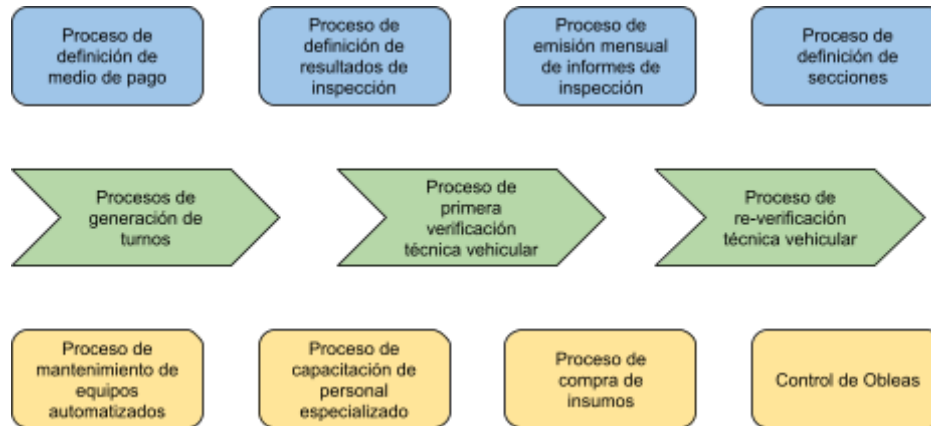 Proceso de
definición de
medio de pago
Proceso de
definición de
resultados de
inspección
Proceso de
emisión mensual
de informes de
inspección
Proceso de
definición de
secciones
Procesos de
generación de
turnos
Proceso de
primera
verificación
técnica vehicular
Proceso de
re-verificación
técnica vehicular
Proceso de
mantenimiento de
equipos
automatizados
Proceso de
capacitación de
personal
especializado
Proceso de
compra de
insumos
Control de Obleas